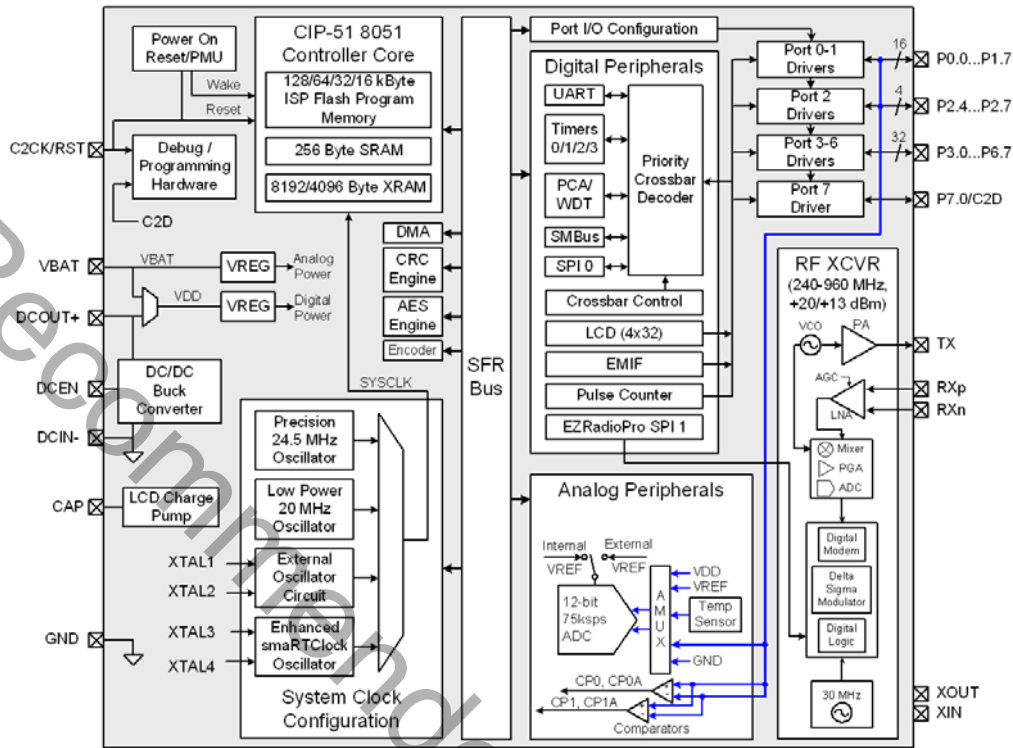 Power On
Reset/PMU
Wake
Reset
CIP-51 8051
Controller Core
128/64/32/16 kByte
ISP Flash Program
Memory
256 Byte SRAM
8192/4096 Byte XRAM
C2CK/RST
Debug /
Programming
Hardware
C2D
VBAT
VBAT
VREG
Analog
Power
VDD
VREG
Digital
Power
DCOUT+
DC/DC
Buck
Converter
DCEN
DCIN-
CAP
LCD Charge
Pump
XTAL1
XTAL2
XTAL3
XTAL4
GND
DMA
CRC
Engine
AES
Engine
Encoder
SYSCLK
Precision
24.5 MHz
Oscillator
Low Power
20 MHz
Oscillator
External
Oscillator
Circuit
Enhanced
smaRTClock
Oscillator
System Clock
Configuration
SFR
Bus
Port I/O Configuration
Digital Peripherals
UART
Timers
0/1/2/3
PCA/
WDT
SMBus
SPI 0
Priority
Crossbar
Decoder
Crossbar Control
LCD (4x32)
EMIF
Pulse Counter
EZRadioPro SPI 1
Analog Peripherals
Internal
VREF
External
VREF
12-bit
75ksps
ADC
A
M
U
X
VDD
VREF
Temp
Sensor
GND
CP0, CP0A
CP1, CP1A
Comparators
Port 0-1
Drivers
16
P0.0...P1.7
Port 2
Drivers
4
P2.4...P2.7
Port 3-6
Drivers
32
P3.0...P6.7
Port 7
Driver
P7.0/C2D
RF XCVR
(240-960 MHz,
+20/+13 dBm)
VCO
PA
TX
AGC
LNA
RXp
RXn
Mixer
PGA
ADC
Digital
Modem
Delta
Sigma
Modulator
Digital
Logic
30 MHz
XOUT
XIN
Recommende